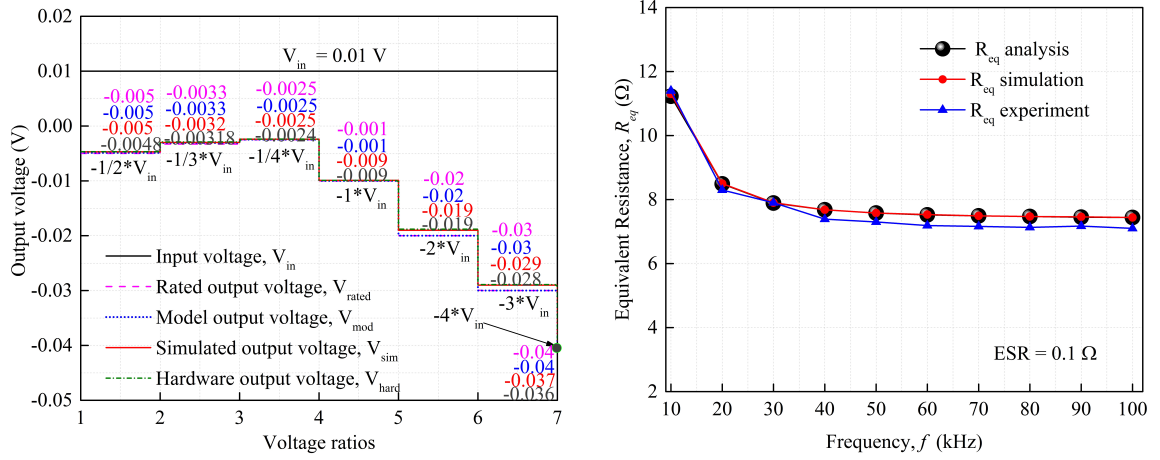 0.02
0.01
0.00
-0.01
-0.02
-0.03
-0.04
-0.05
Output voltage (V)
V_in = 0.01 V
-0.005
-0.005
-0.005
-0.0048
-1/2*V_in
-0.0033
-0.0033
-0.0032
-0.00318
-1/3*V_in
-0.0025
-0.0025
-0.0025
-0.0024
-1/4*V_in
-0.001
-0.001
-0.009
-0.009
-1*V_in
-0.02
-0.02
-0.019
-0.019
-2*V_in
-0.03
-0.03
-0.029
-0.028
-3*V_in
-4*V_in
-0.04
-0.04
-0.037
-0.036
Input voltage, V_in
Rated output voltage, V_rated
Model output voltage, V_mod
Simulated output voltage, V_sim
Hardware output voltage, V_hard
1 2 3 4 5 6 7
Voltage ratios
14
12
10
8
6
4
2
Equivalent Resistance, R_eq (Ω)
R_eq analysis
R_eq simulation
R_eq experiment
ESR = 0.1 Ω
10 20 30 40 50 60 70 80 90 100
Frequency, f (kHz)